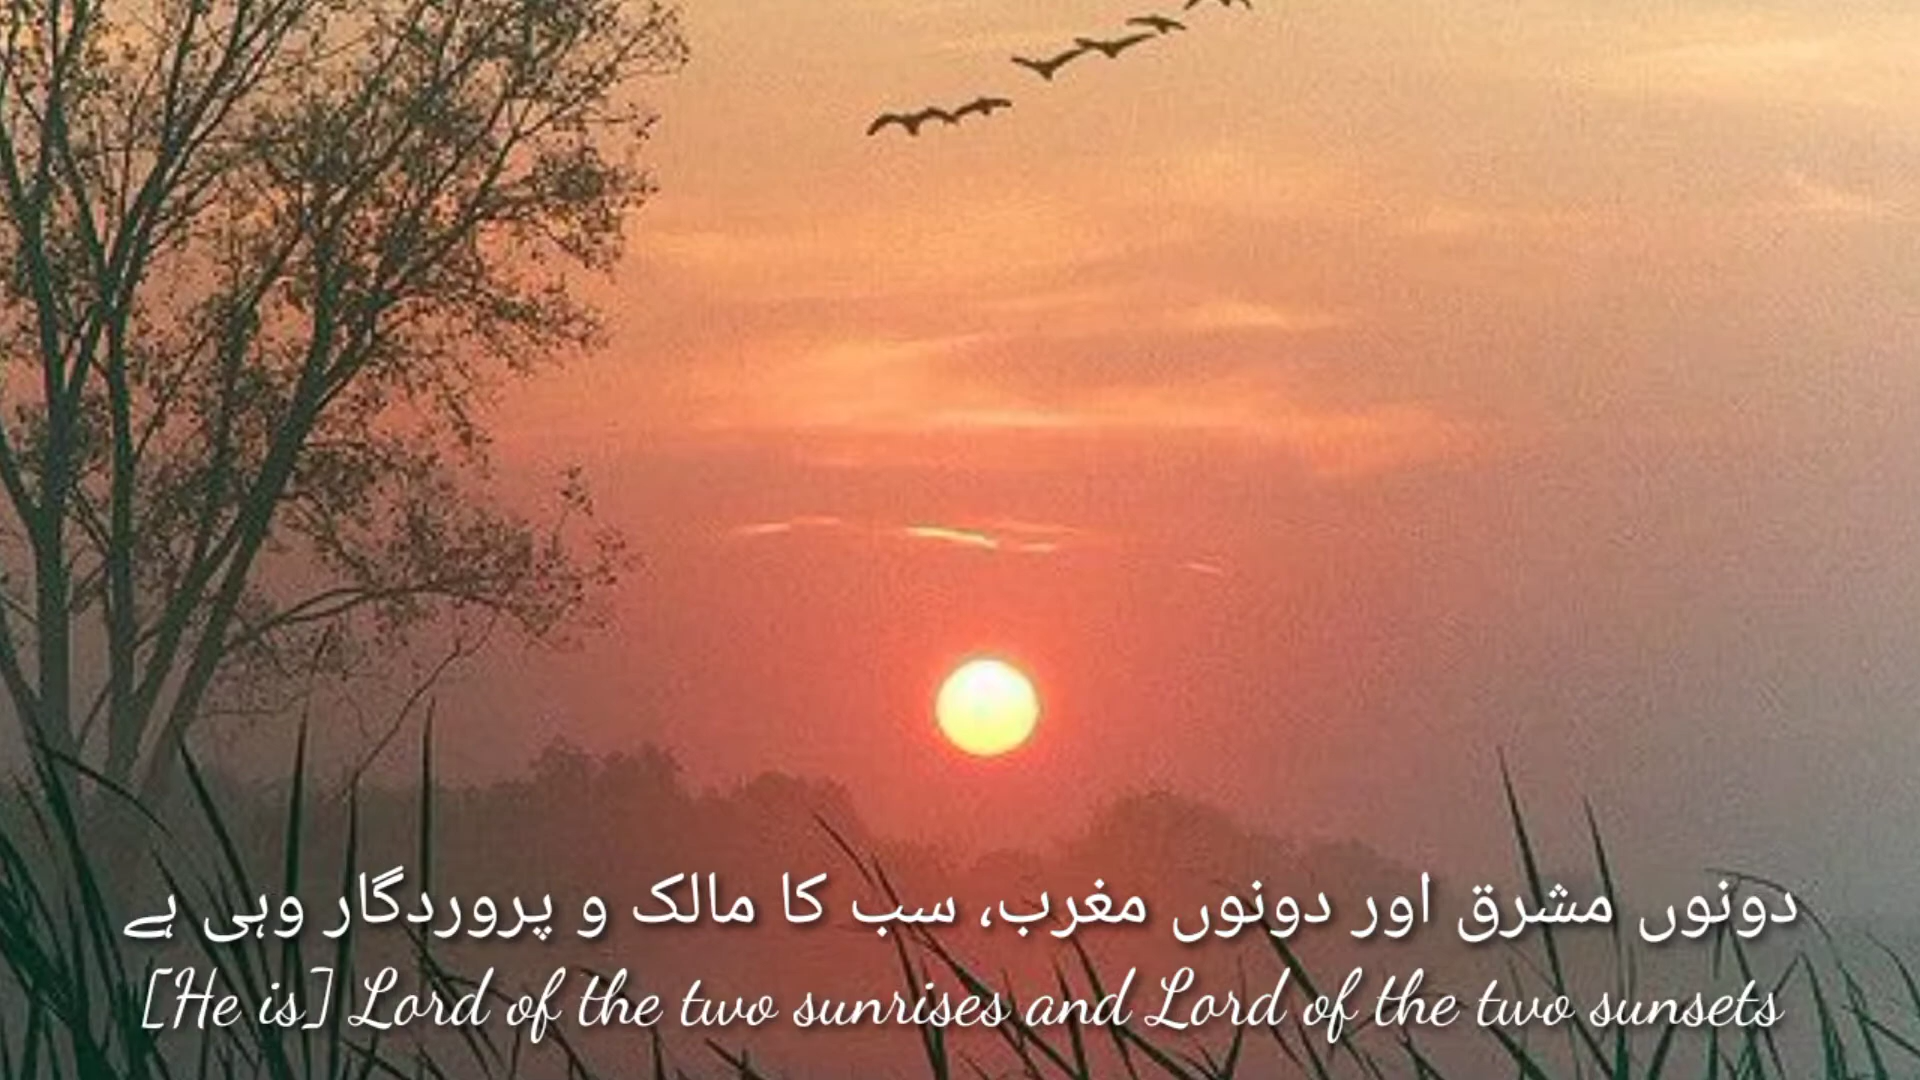 دونوں مشرق اور دونوں مغرب، سب کا مالک و پروردگار وہی ہے
[He is] Lord of the two sunrises and Lord of the two sunsets